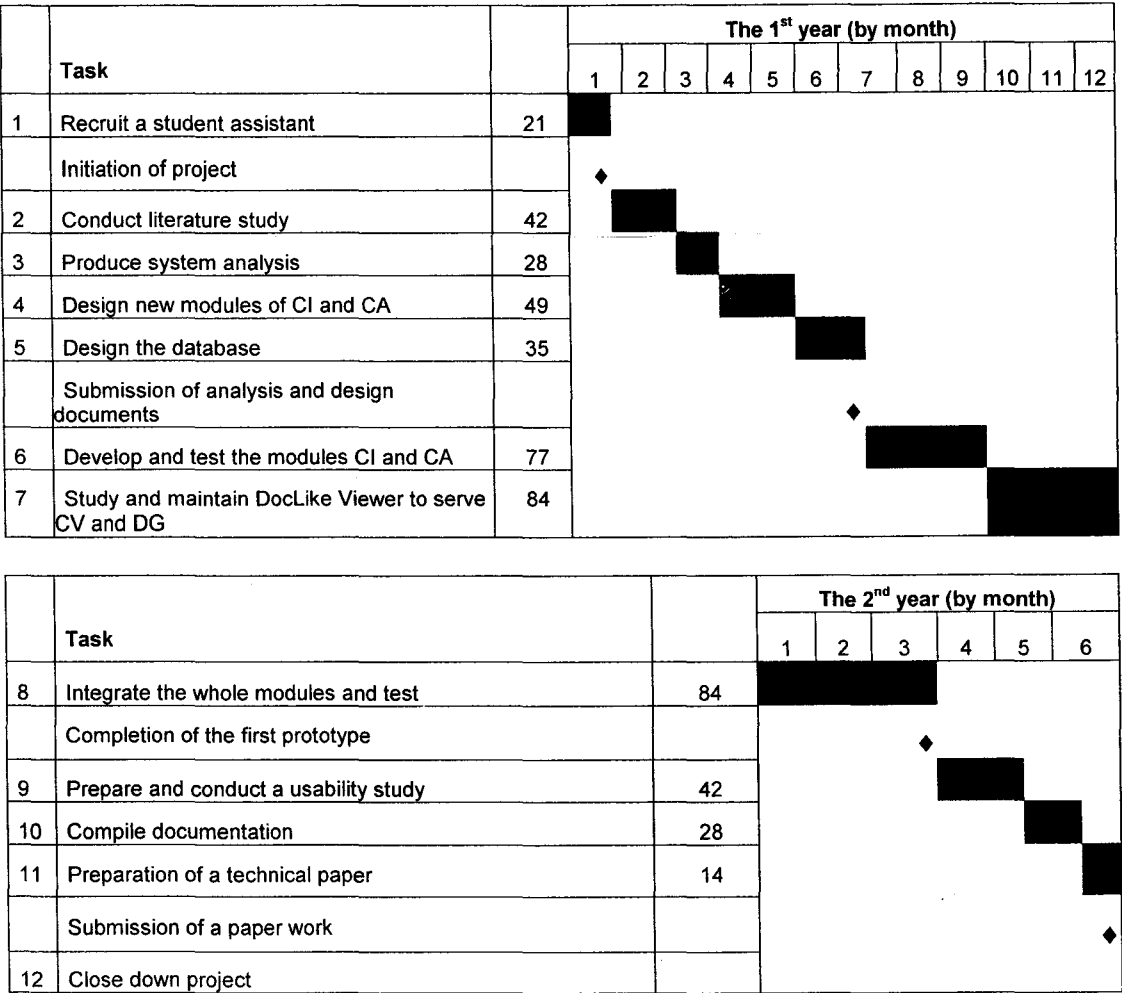 The 1st year (by month)
Task
1 2 3 4 5 6 7 8 9 10 11 12
1 Recruit a student assistant 21
Initiation of project
2 Conduct literature study 42
3 Produce system analysis 28
4 Design new modules of CI and CA 49
5 Design the database 35
Submission of analysis and design
documents
6 Develop and test the modules CI and CA 77
7 Study and maintain DocLike Viewer to serve 84
CV and DG
The 2nd year (by month)
Task
1 2 3 4 5 6
8 Integrate the whole modules and test 84
Completion of the first prototype
9 Prepare and conduct a usability study 42
10 Compile documentation 28
11 Preparation of a technical paper 14
Submission of a paper work
12 Close down project